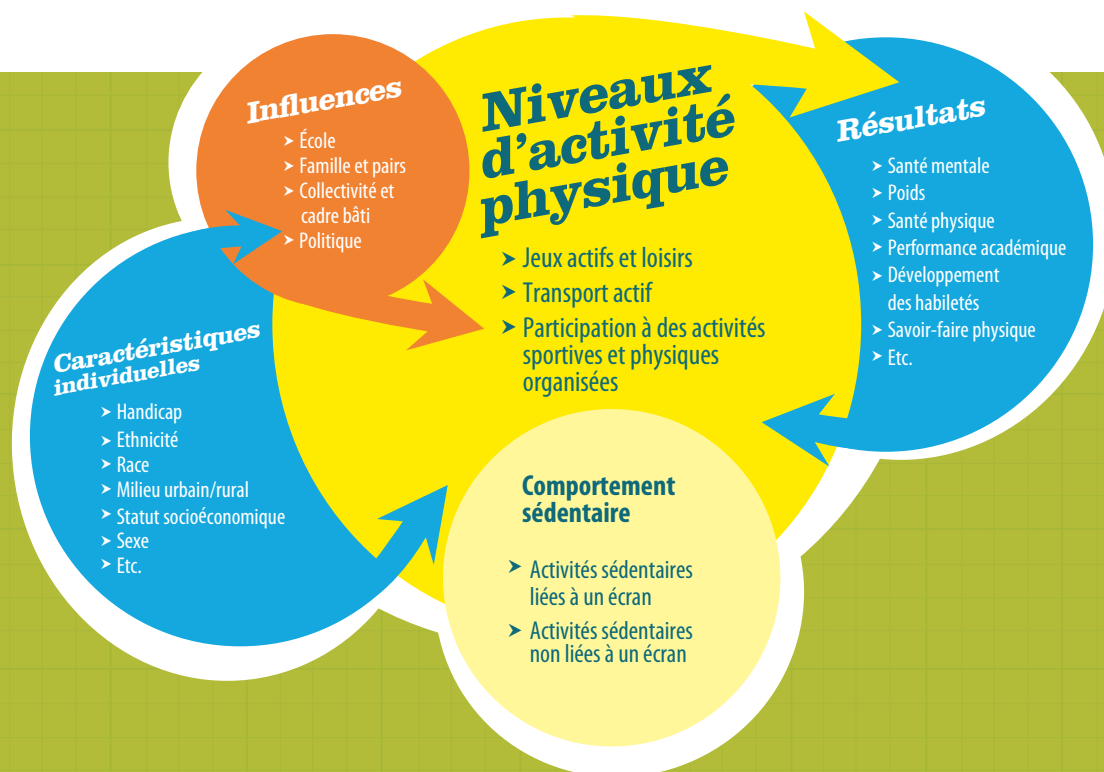 Influences
➤ École
➤ Famille et pairs
➤ Collectivité et
cadre bâti
➤ Politique
Niveaux
d'activité
physique
➤ Jeux actifs et loisirs
➤ Transport actif
➤ Participation à des activités
sportives et physiques
organisées
Résultats
➤ Santé mentale
➤ Poids
➤ Santé physique
➤ Performance académique
➤ Développement
des habiletés
➤ Savoir-faire physique
➤ Etc.
Caractéristiques
individuelles
➤ Handicap
➤ Ethnicité
➤ Race
➤ Milieu urbain/rural
➤ Statut socioéconomique
➤ Sexe
➤ Etc.
Comportement
sédentaire
➤ Activités sédentaires
liées à un écran
➤ Activités sédentaires
non liées à un écran